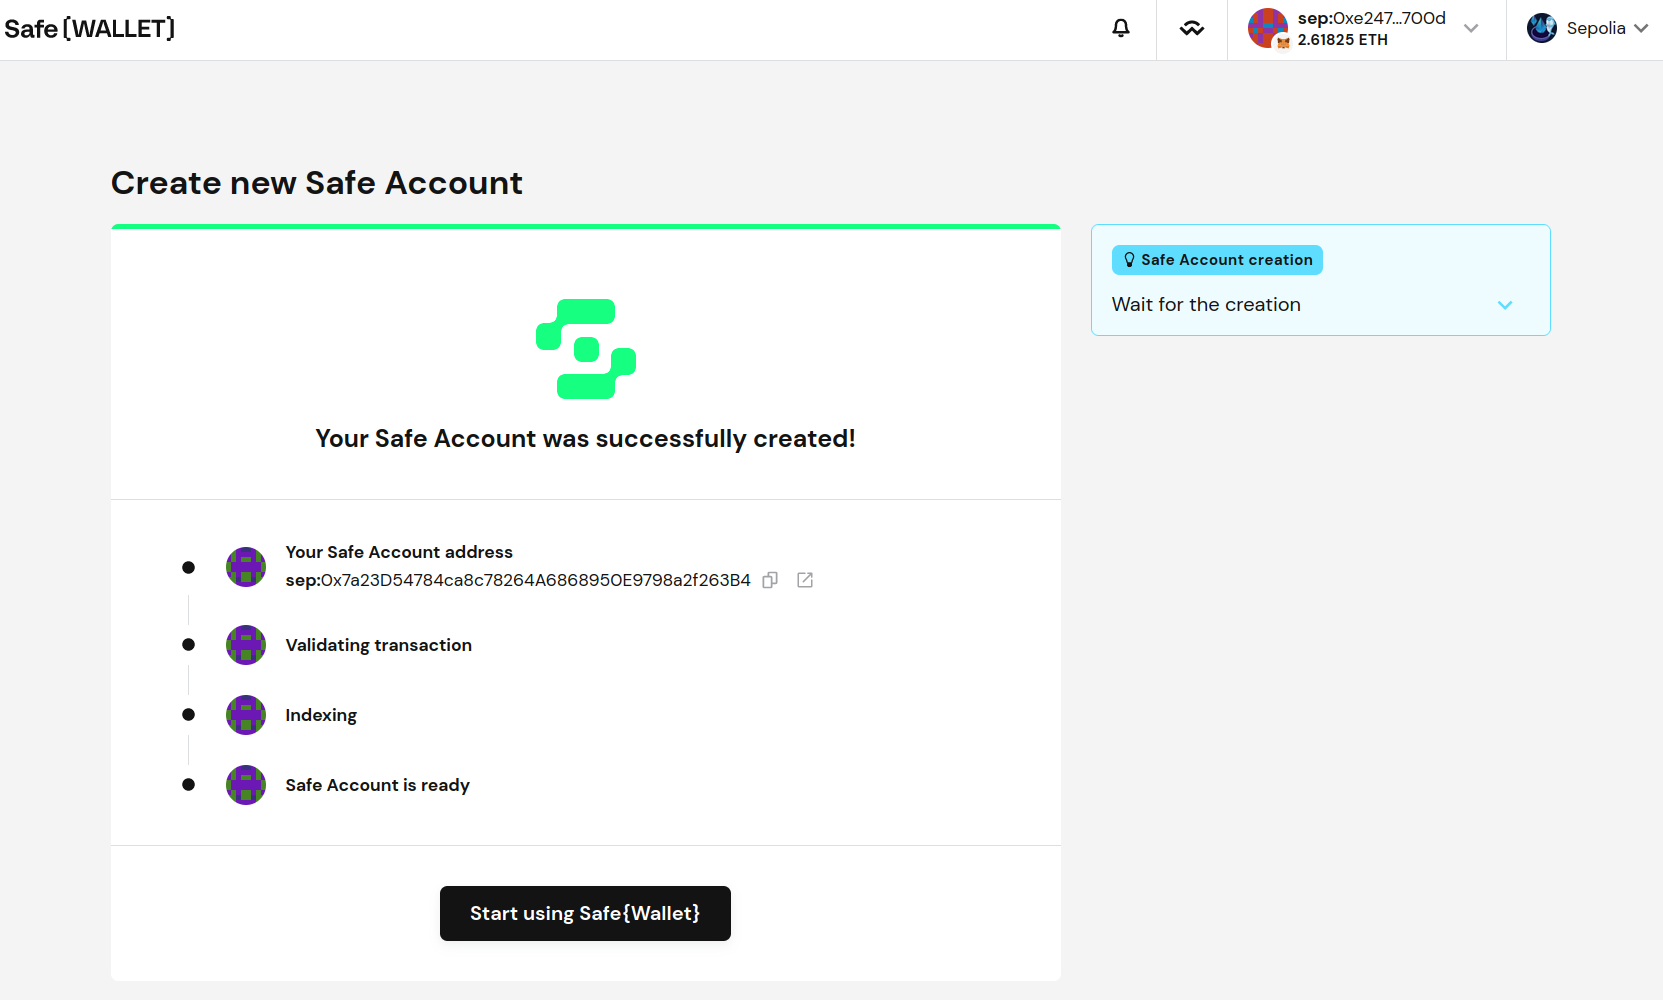 Safe{WALLET}
sep:0xe247...700d
2.61825 ETH
Sepolia
Create new Safe Account
Safe Account creation
Wait for the creation
Your Safe Account was successfully created!
Your Safe Account address
sep:0x7a23D54784ca8c78264A6868950E9798a2f263B4
Validating transaction
Indexing
Safe Account is ready
Start using Safe{Wallet}